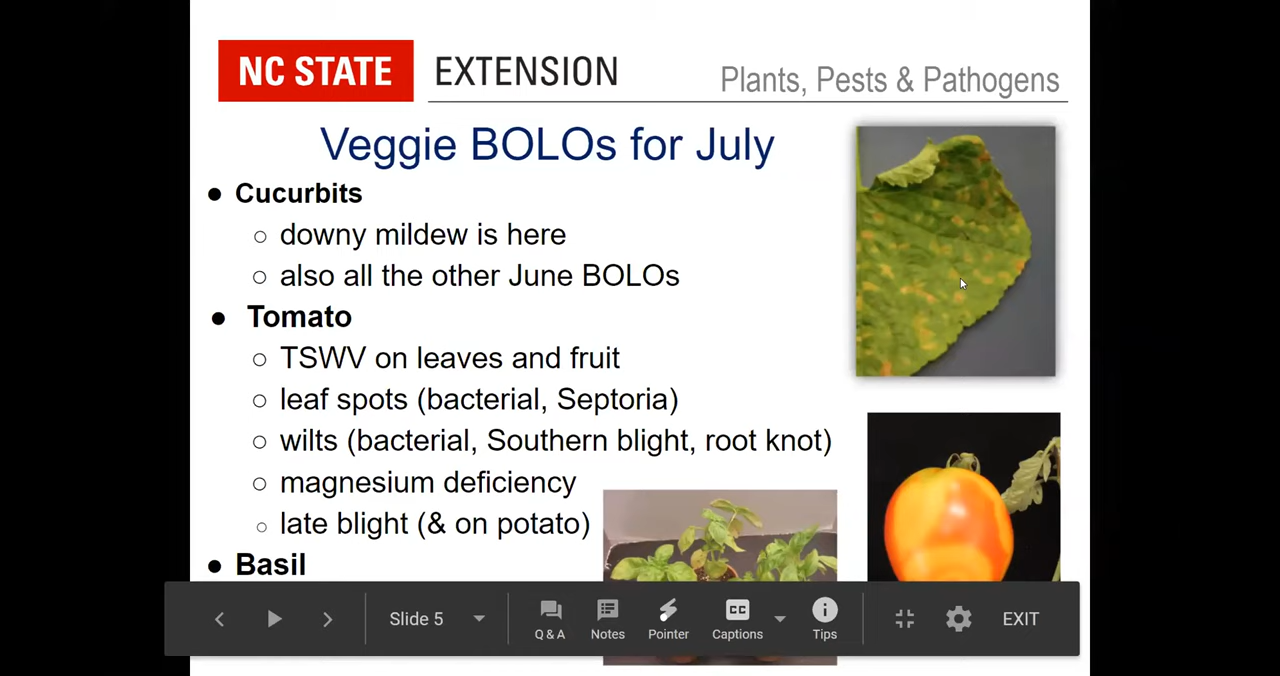 NC STATE EXTENSION
Plants, Pests & Pathogens
Veggie BOLOs for July
● Cucurbits
○ downy mildew is here
○ also all the other June BOLOs
● Tomato
○ TSWV on leaves and fruit
○ leaf spots (bacterial, Septoria)
○ wilts (bacterial, Southern blight, root knot)
○ magnesium deficiency
○ late blight (& on potato)
● Basil
Slide 5
Q & A
Notes
Pointer
CC
Captions
Tips
EXIT